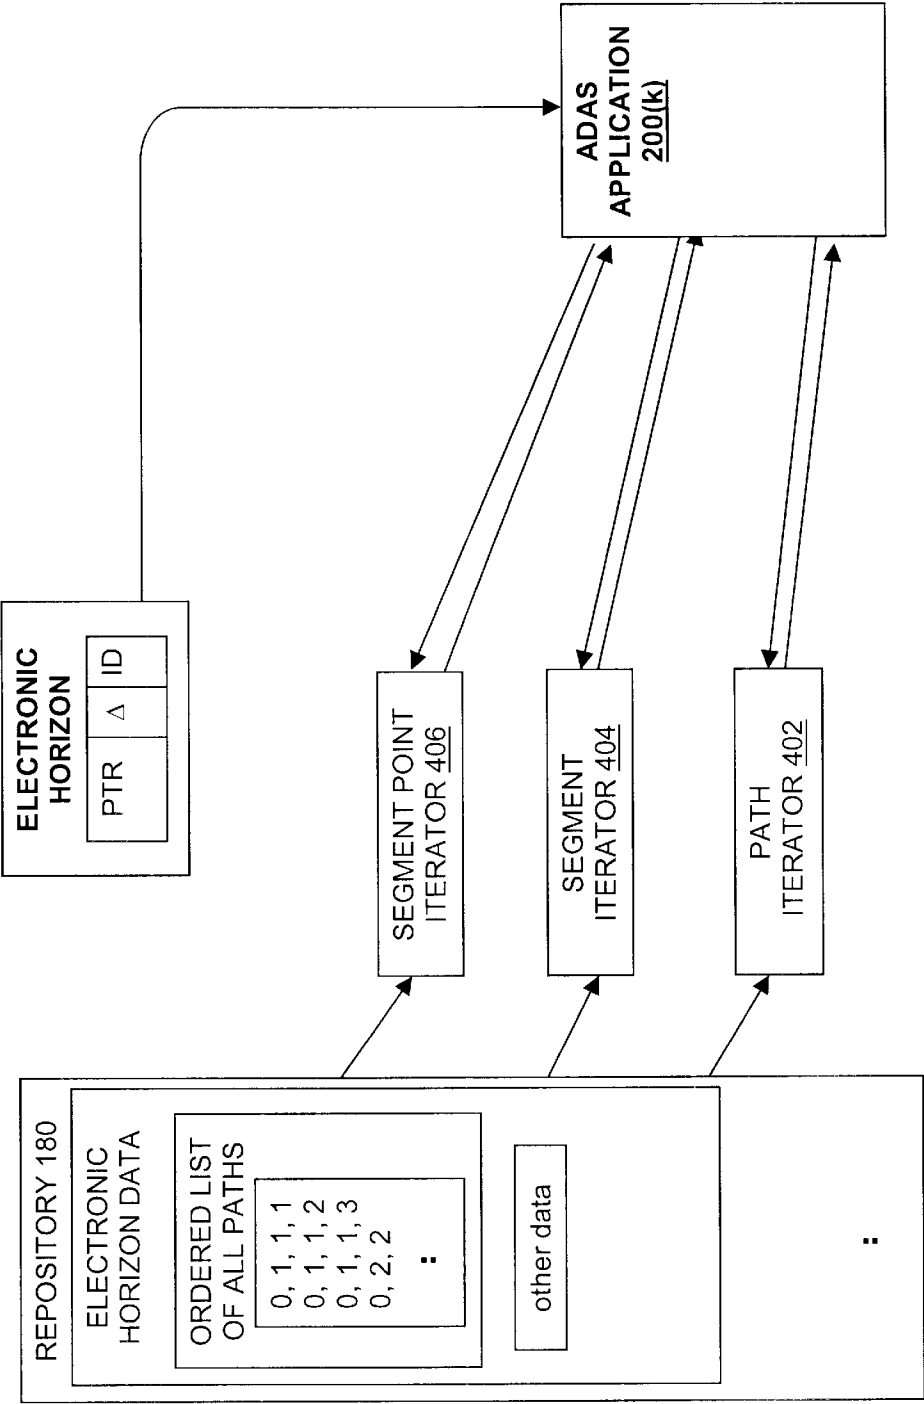 REPOSITORY 180
ELECTRONIC
HORIZON DATA
ORDERED LIST
OF ALL PATHS
0, 1, 1, 1
0, 1, 1, 2
0, 1, 1, 3
0, 2, 2
:
other data
:
ELECTRONIC
HORIZON
PTR Δ ID
SEGMENT POINT
ITERATOR 406
SEGMENT
ITERATOR 404
PATH
ITERATOR 402
ADAS
APPLICATION
200(k)